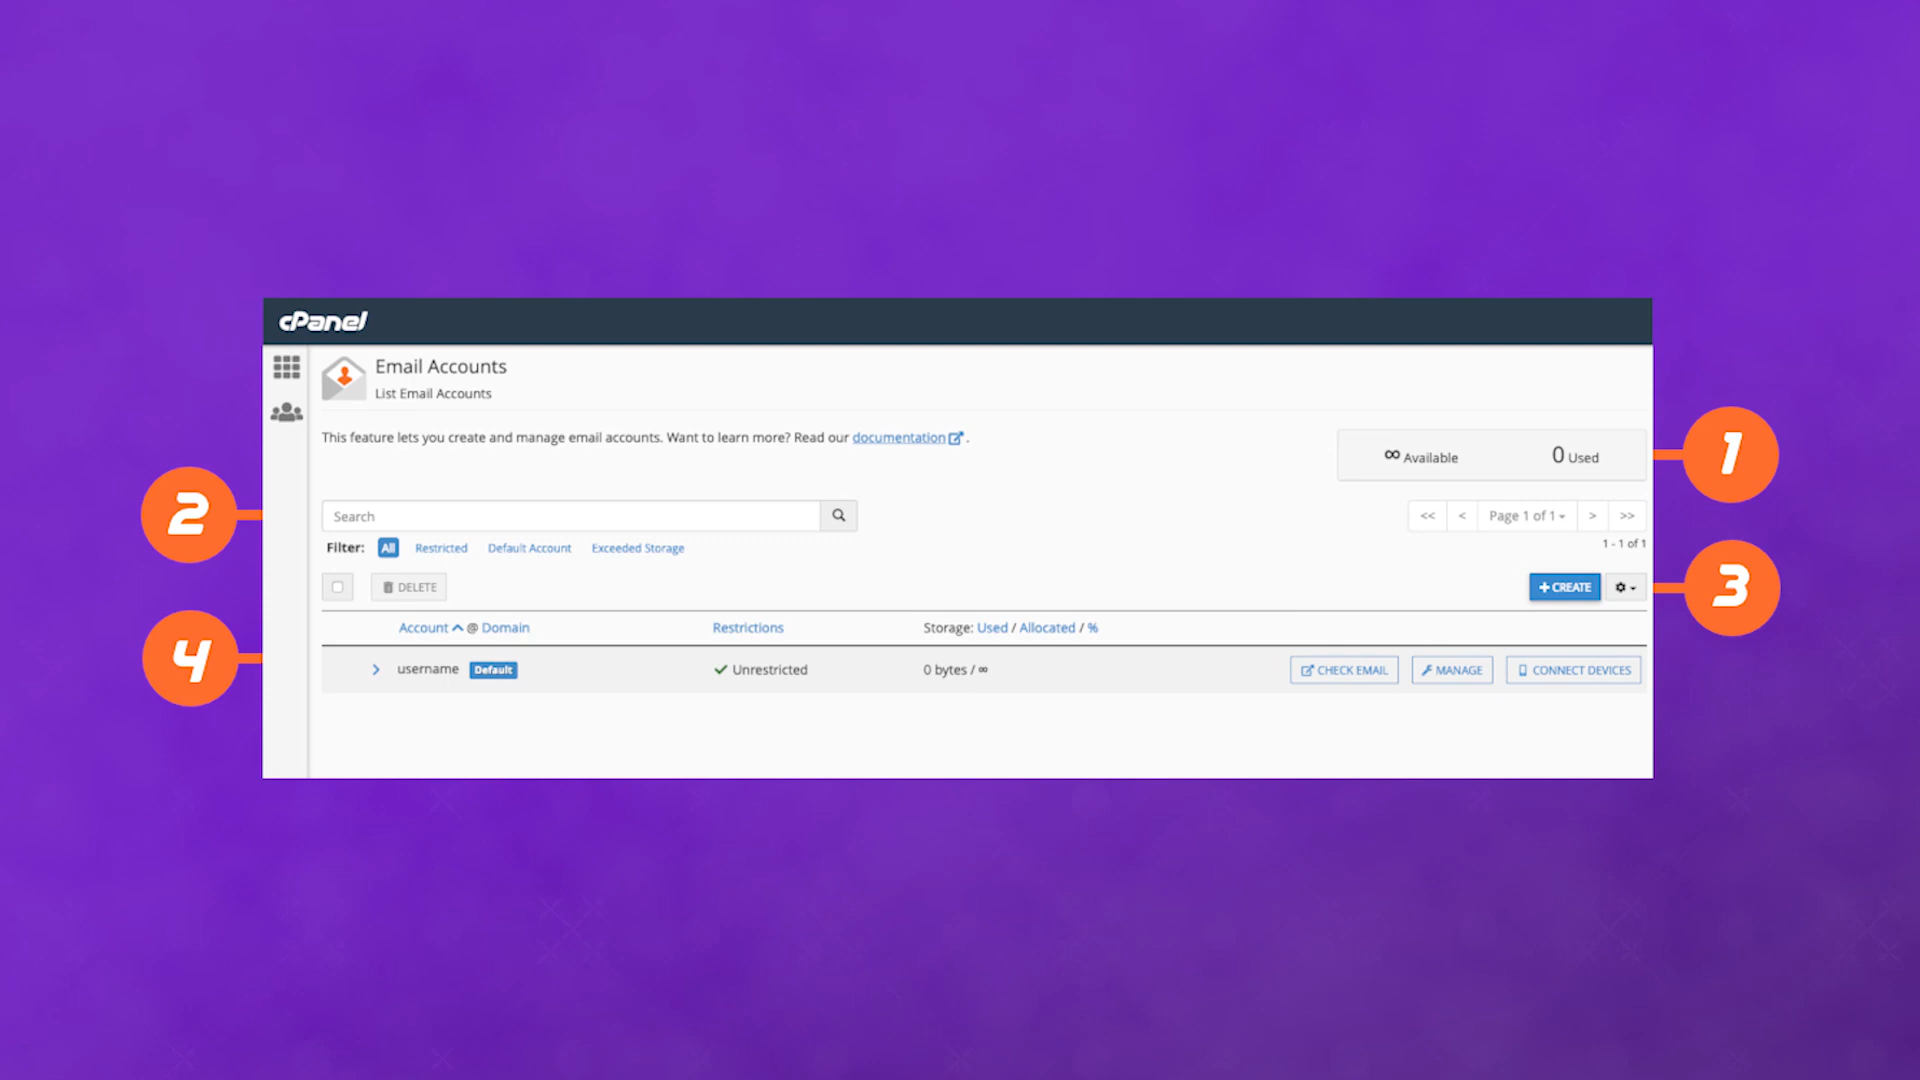 cPanel
Email Accounts
List Email Accounts
This feature lets you create and manage email accounts. Want to learn more? Read our documentation .
∞ Available 0 Used
1
2
Search
<< < Page 1 of 1 > >>
Filter: All Restricted Default Account Exceeded Storage
1 - 1 of 1
DELETE
+ CREATE
3
Account @ Domain Restrictions Storage: Used / Allocated / %
4
username Default Unrestricted 0 bytes / ∞ CHECK EMAIL MANAGE CONNECT DEVICES